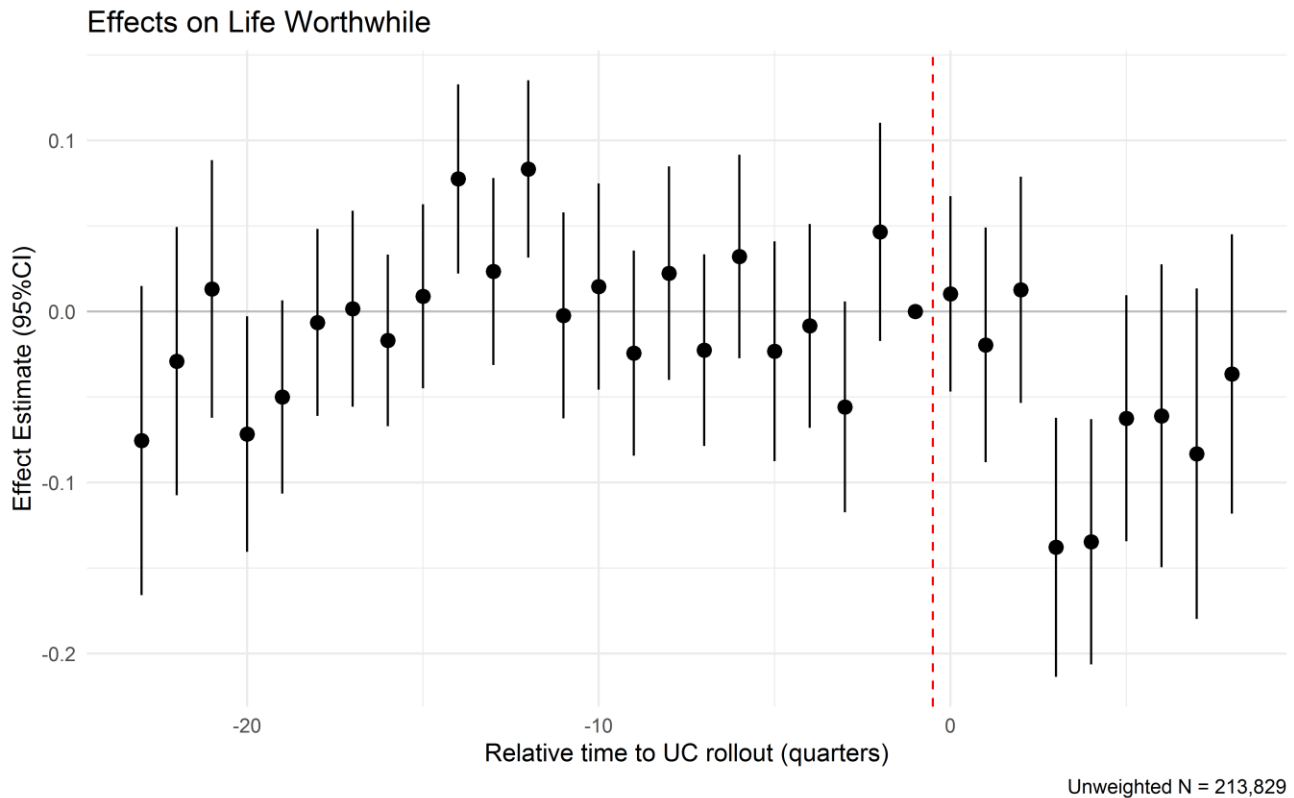 Effects on Life Worthwhile
Effect Estimate (95%CI)
0.1
0.0
-0.1
-0.2
-20
-10
0
Relative time to UC rollout (quarters)
Unweighted N = 213,829